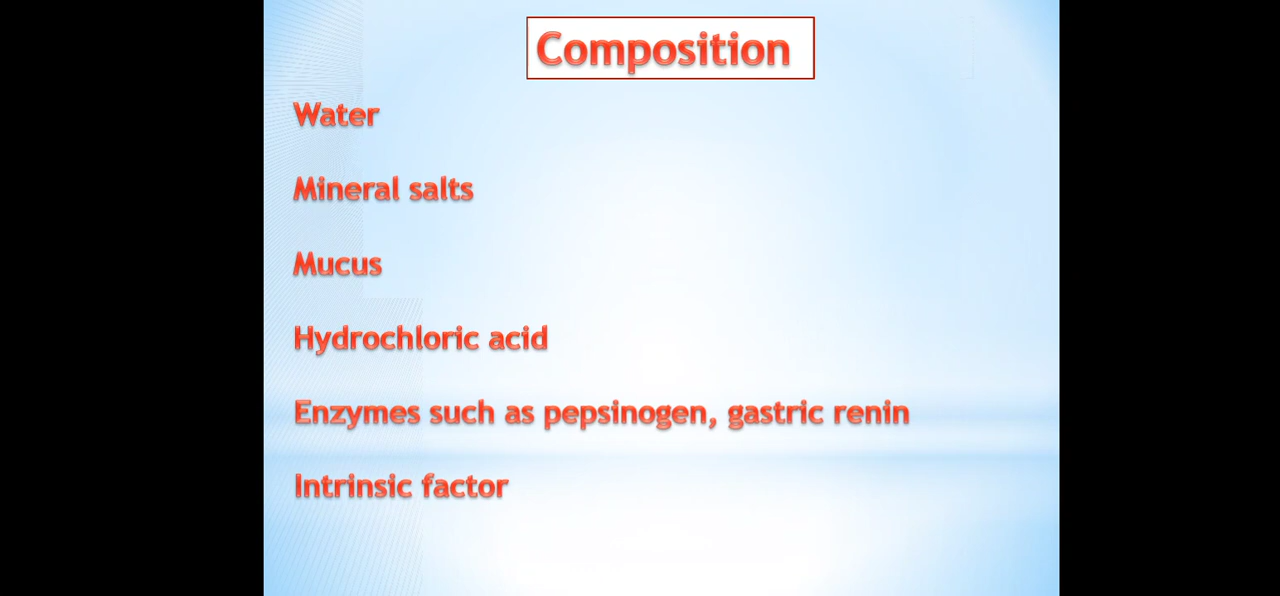 Composition
Water
Mineral salts
Mucus
Hydrochloric acid
Enzymes such as pepsinogen, gastric renin
Intrinsic factor